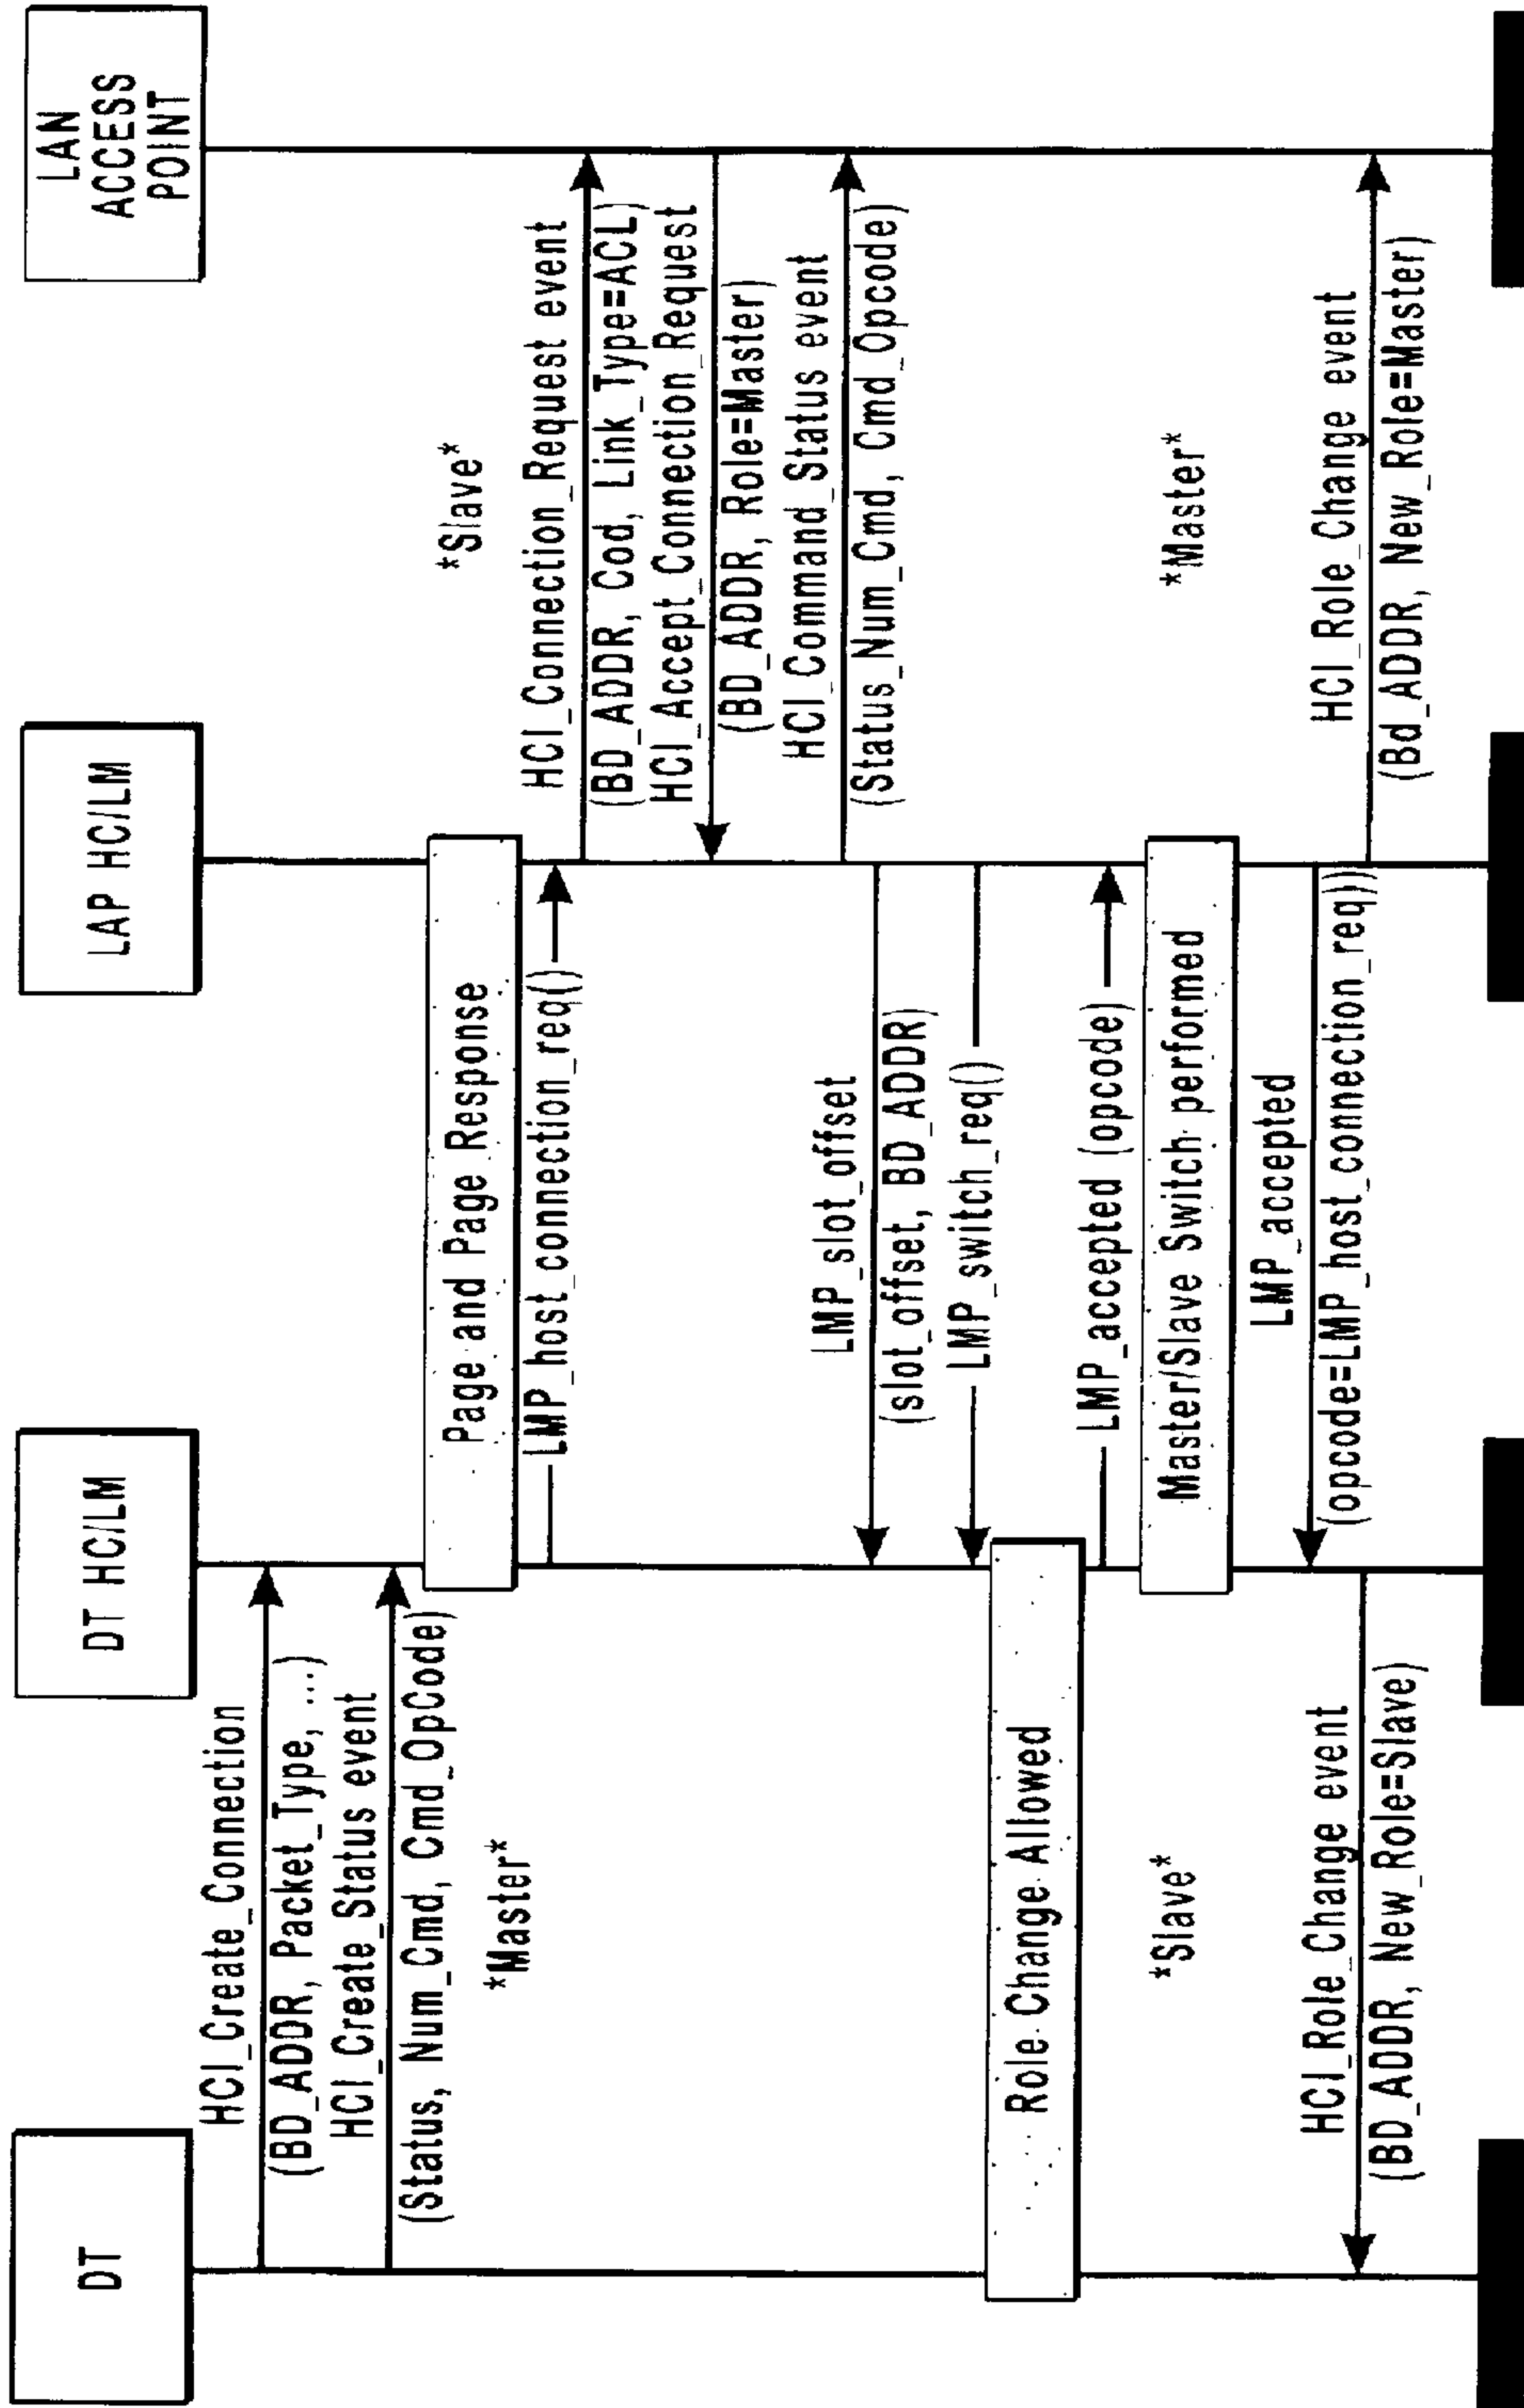 DT
DT HC/LM
LAP HC/LM
LAN
ACCESS
POINT
HCI_Create_Connection
(BD_ADDR, Packet_Type, ...)
HCI_Create_Status event
(Status, Num_Cmd, Cmd_OpCode)
Page and Page Response
*Master*
*Slave*
LMP_host_connection_req()
HCI_Connection_Request event
(BD_ADDR, Cod, Link_Type=ACL)
HCI_Accept_Connection_Request
(BD_ADDR, Role=Master)
HCI_Command_Status event
(Status_Num_Cmd, Cmd_Opcode)
LMP_slot_offset
(slot_offset, BD_ADDR)
LMP_switch_req()
Role Change Allowed
LMP_accepted (opcode)
Master/Slave Switch performed
*Slave*
*Master*
LMP_accepted
(opcode=LMP_host_connection_req))
HCI_Role_Change event
(BD_ADDR, New_Role=Slave)
HCI_Role_Change event
(Bd_ADDR, New_Role=Master)